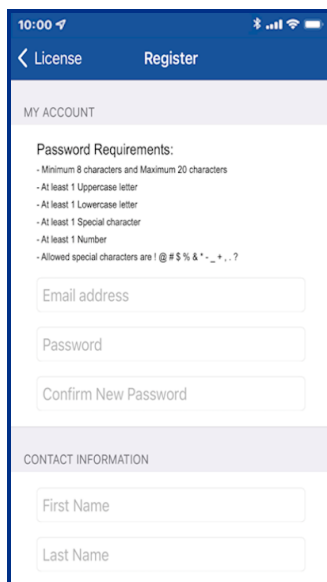 10:00
License
Register
MY ACCOUNT
Password Requirements:
- Minimum 8 characters and Maximum 20 characters
- At least 1 Uppercase letter
- At least 1 Lowercase letter
- At least 1 Special character
- At least 1 Number
- Allowed special characters are ! @ # $ % & * - _ + , . ?
Email address
Password
Confirm New Password
CONTACT INFORMATION
First Name
Last Name